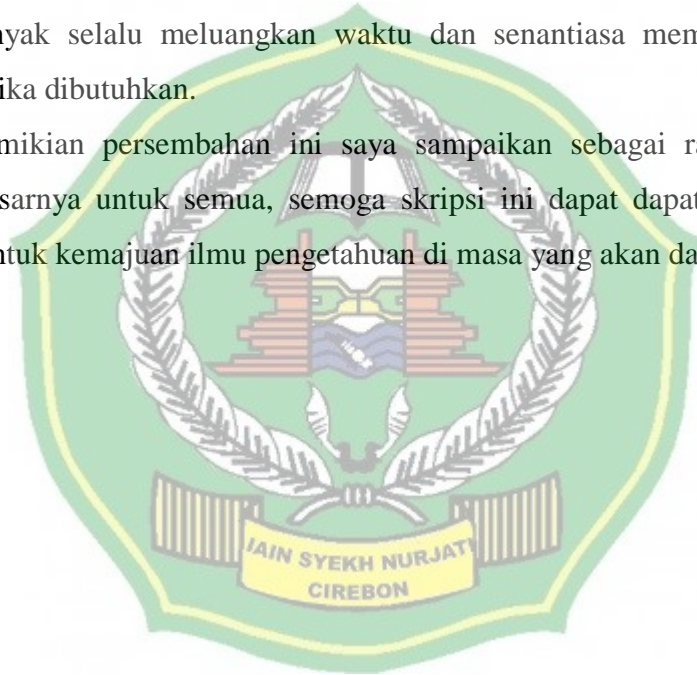 nyak selalu meluangkan waktu dan senantiasa mem
ika dibutuhkan.
mikian persembahan ini saya sampaikan sebagai ra
sarnya untuk semua, semoga skripsi ini dapat dapat
ntuk kemajuan ilmu pengetahuan di masa yang akan da
IAIN SYEKH NURJATI
CIREBON